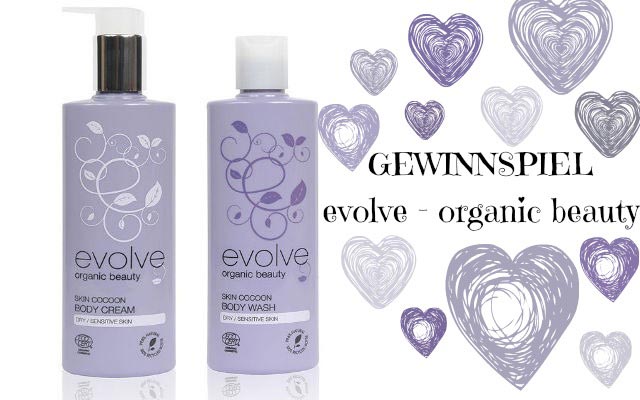 evolve
organic beauty
SKIN COCOON
BODY CREAM
DRY / SENSITIVE SKIN
evolve
organic beauty
SKIN COCOON
BODY WASH
DRY / SENSITIVE SKIN
GEWINNSPIEL
evolve - organic beauty